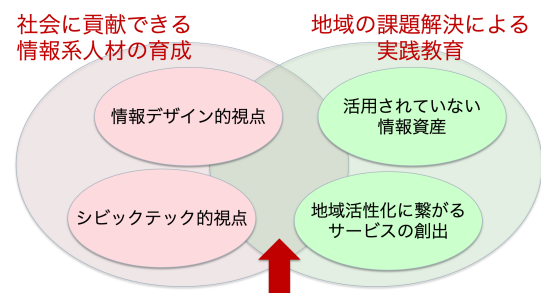 社会に貢献できる
情報系人材の育成
地域の課題解決による
実践教育
情報デザイン的視点
活用されていない
情報資産
シビックテック的視点
地域活性化に繋がる
サービスの創出